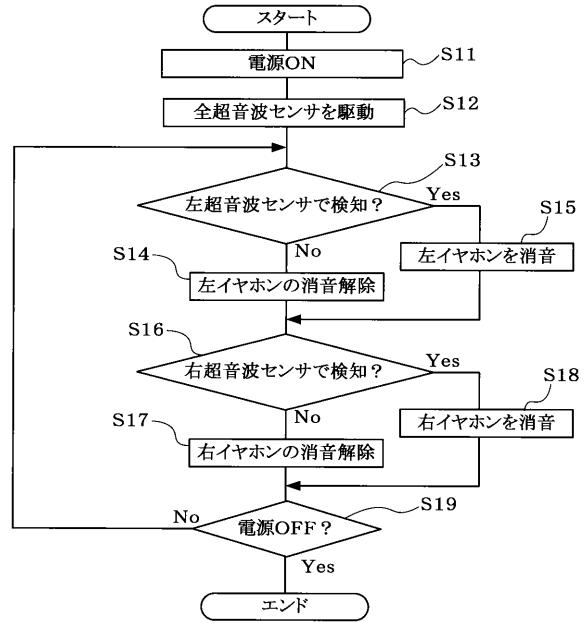 スタート
電源ON
S11
全超音波センサを駆動
S12
S13
左超音波センサで検知？
Yes
S15
No
S14
左イヤホンを消音
左イヤホンの消音解除
S16
右超音波センサで検知？
Yes
S18
No
S17
右イヤホンを消音
右イヤホンの消音解除
S19
No
電源OFF？
Yes
エンド